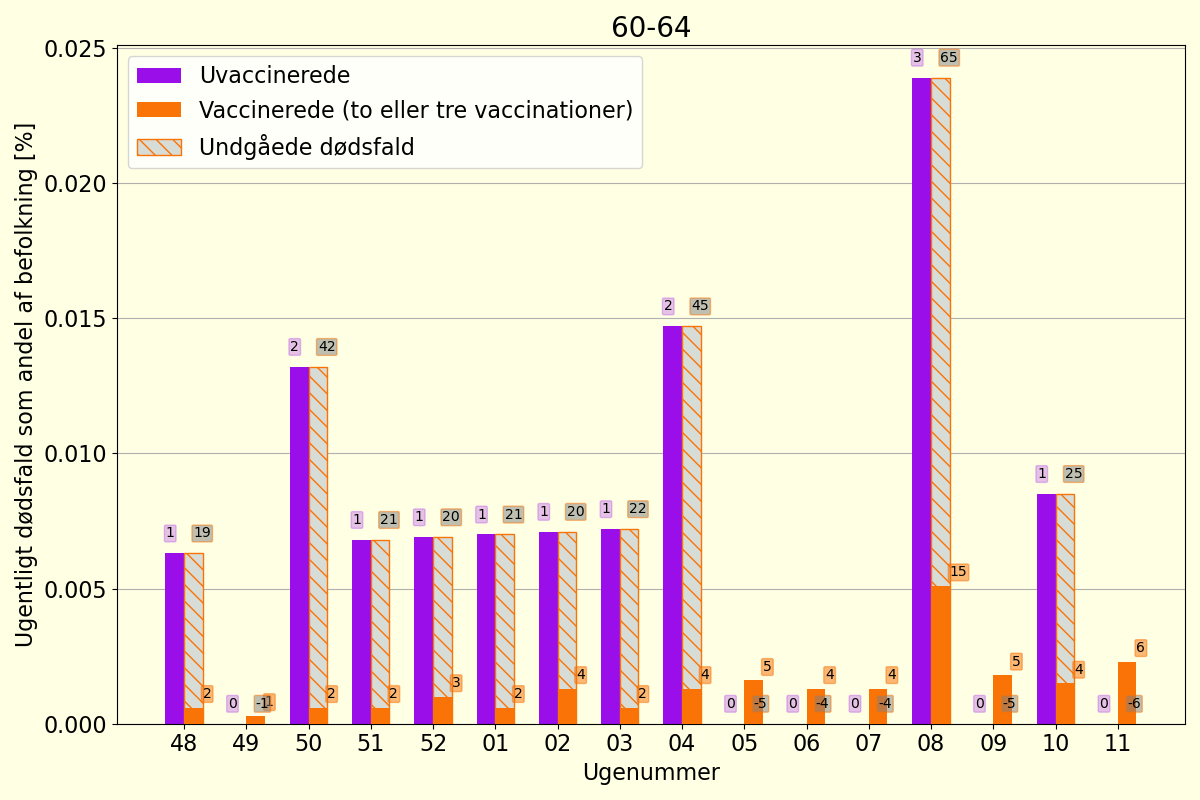 60-64
Ugentligt dødsfald som andel af befolkning [%]
0.025
0.020
0.015
0.010
0.005
0.000
Uvaccinerede
Vaccinerede (to eller tre vaccinationer)
Undgåede dødsfald
1 19 2
0 -1 1
2 42 2
1 21 2
1 20 3
1 21 2
1 20 4
1 22 2
2 45 4
0 -5 5
0 -4 4
0 -4 4
3 65 15
0 -5 5
1 25 4
0 -6 6
48 49 50 51 52 01 02 03 04 05 06 07 08 09 10 11
Ugenummer